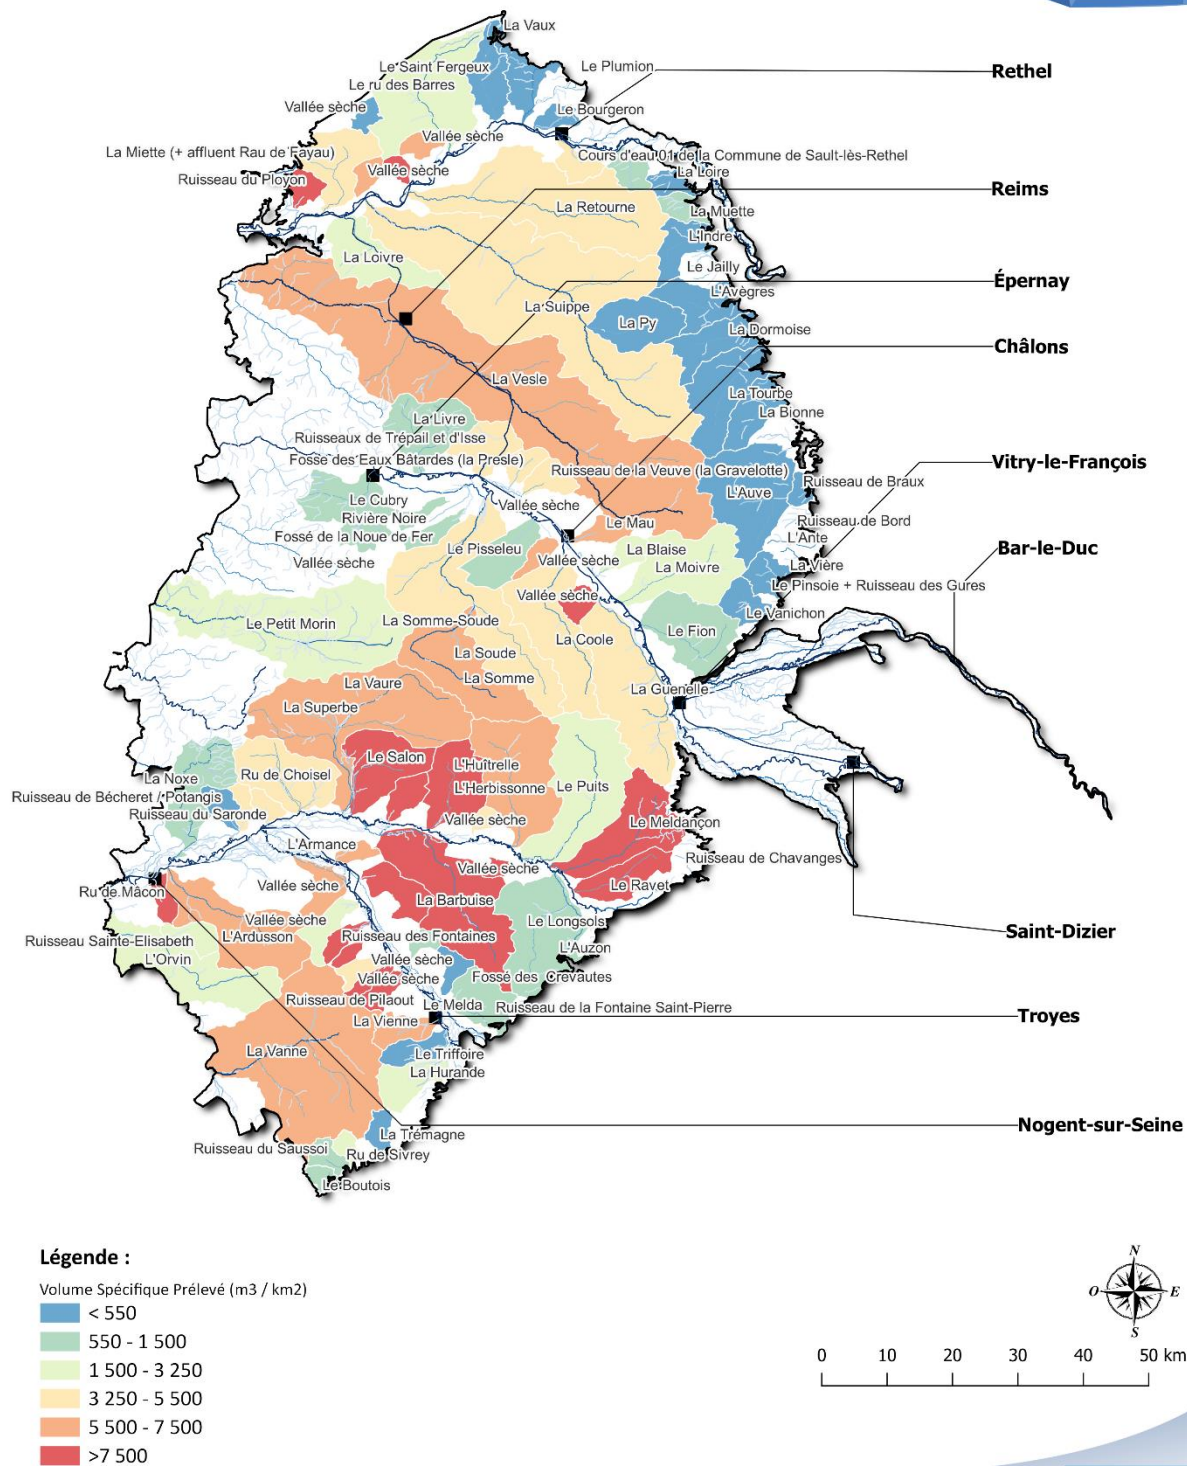 La Vaux
Le Saint Fergeux
Le Plumion
Rethel
Le ru des Barres
Vallée sèche
Le Bourgeron
Vallée sèche
La Miette (+ affluent Rau de Fayau)
Cours d'eau 01 de la Commune de Sault-lès-Rethel
Vallée sèche
La Loire
Ruisseau du Ployon
Reims
La Retourne
La Muette
L'Indre
La Loivre
Le Jailly
Épernay
L'Avègres
La Suippe
La Py
La Dormoise
Châlons
La Vesle
La Tourbe
La Bionne
La Livre
Ruisseaux de Trépail et d'Isse
Fosse des Eaux Bâtardes (la Presle)
Ruisseau de la Veuve (la Gravelotte)
Vitry-le-François
Ruisseau de Braux
L'Auve
Le Cubry
Vallée sèche
Rivière Noire
Le Mau
Ruisseau de Bord
Fossé de la Noue de Fer
L'Ante
Le Pisseleu
La Blaise
Bar-le-Duc
Vallée sèche
Vallée sèche
La Moivre
La Vière
Le Pinsoie + Ruisseau des Gures
Vallée sèche
Le Vanichon
Le Petit Morin
La Somme-Soude
La Coole
Le Fion
La Soude
La Somme
La Vaure
La Guenelle
La Superbe
Le Salon
L'Huîtrelle
La Noxe
Ru de Choisel
L'Herbissonne
Le Puits
Ruisseau de Bécheret / Potangis
Ruisseau du Saronde
Vallée sèche
Le Meldançon
L'Armance
Ruisseau de Chavanges
Vallée sèche
Vallée sèche
Le Ravet
Ru de Mâcon
La Barbuise
Vallée sèche
Le Longsols
Saint-Dizier
Ruisseau Sainte-Elisabeth
L'Ardusson
Ruisseau des Fontaines
L'Auzon
L'Orvin
Vallée sèche
Vallée sèche
Fossé des Crevautes
Ruisseau de Pilaout
Le Melda
Ruisseau de la Fontaine Saint-Pierre
Troyes
La Vienne
La Vanne
Le Triffoire
La Hurande
Nogent-sur-Seine
La Trémagne
Ruisseau du Saussoi
Ru de Sivrey
Le Boutois
Légende :
Volume Spécifique Prélevé (m3 / km2)
< 550
550 - 1 500
1 500 - 3 250
3 250 - 5 500
5 500 - 7 500
>7 500
N
O
E
S
0 10 20 30 40 50 km